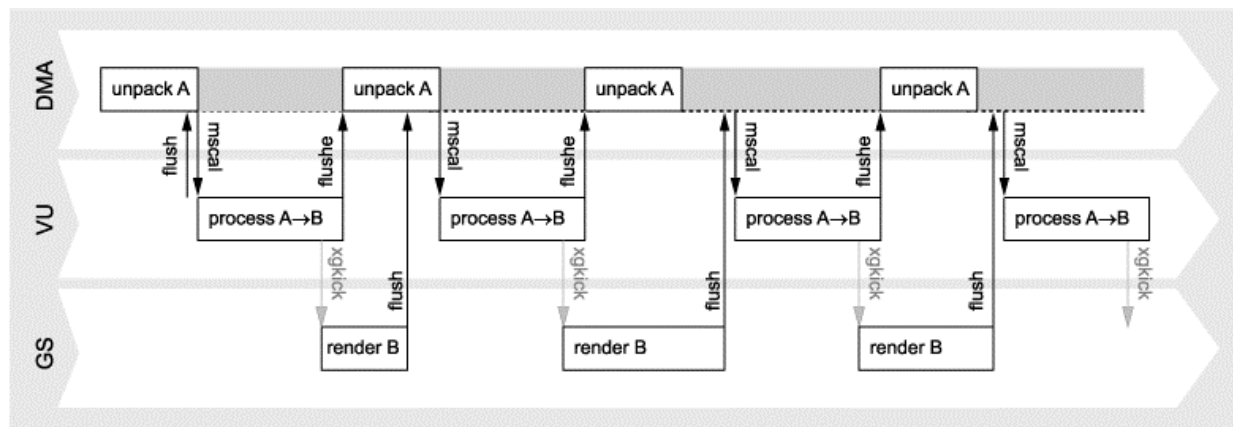 DMA
unpack A
unpack A
unpack A
unpack A
flush
mscal
flushe
flush
mscal
flushe
flush
mscal
flushe
flush
mscal
VU
process A→B
process A→B
process A→B
process A→B
xgkick
xgkick
xgkick
xgkick
GS
render B
render B
render B